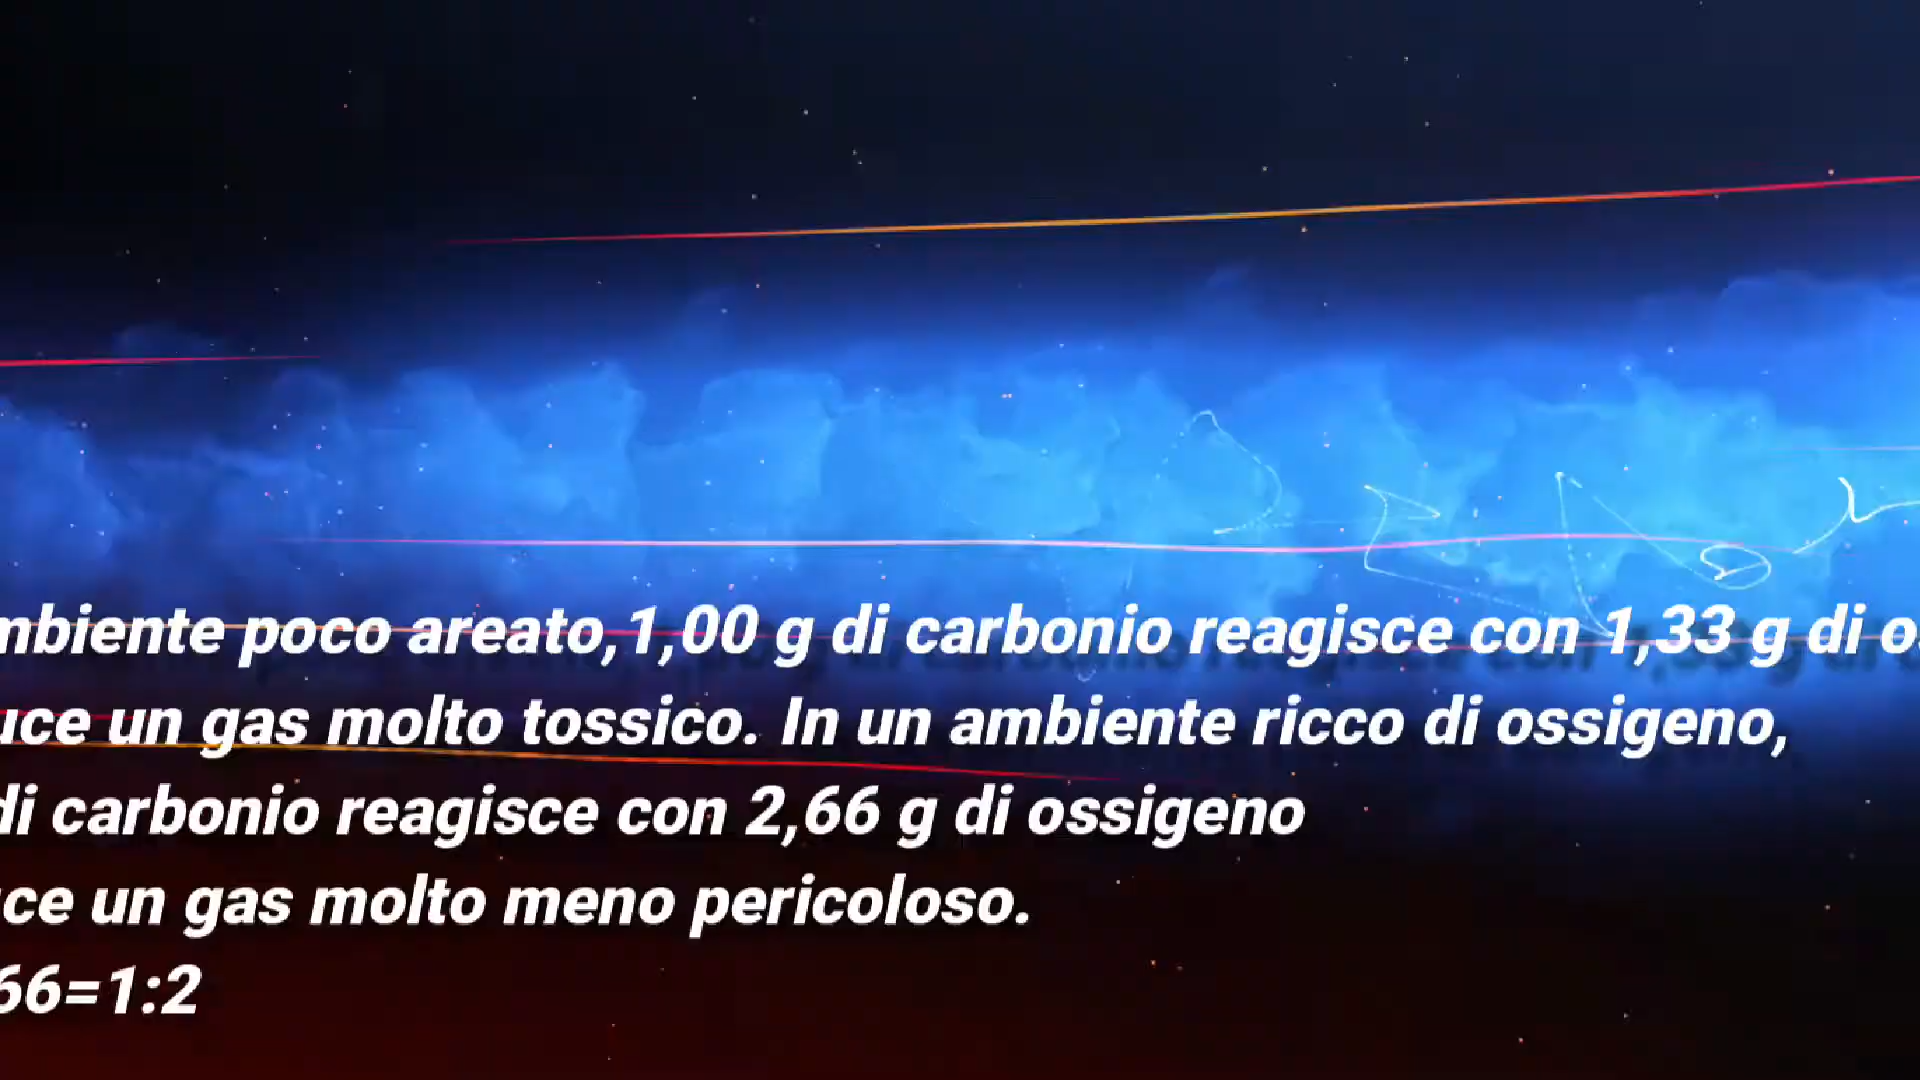 mbiente poco areato,1,00 g di carbonio reagisce con 1,33 g di o
uce un gas molto tossico. In un ambiente ricco di ossigeno,
di carbonio reagisce con 2,66 g di ossigeno
ce un gas molto meno pericoloso.
66=1:2